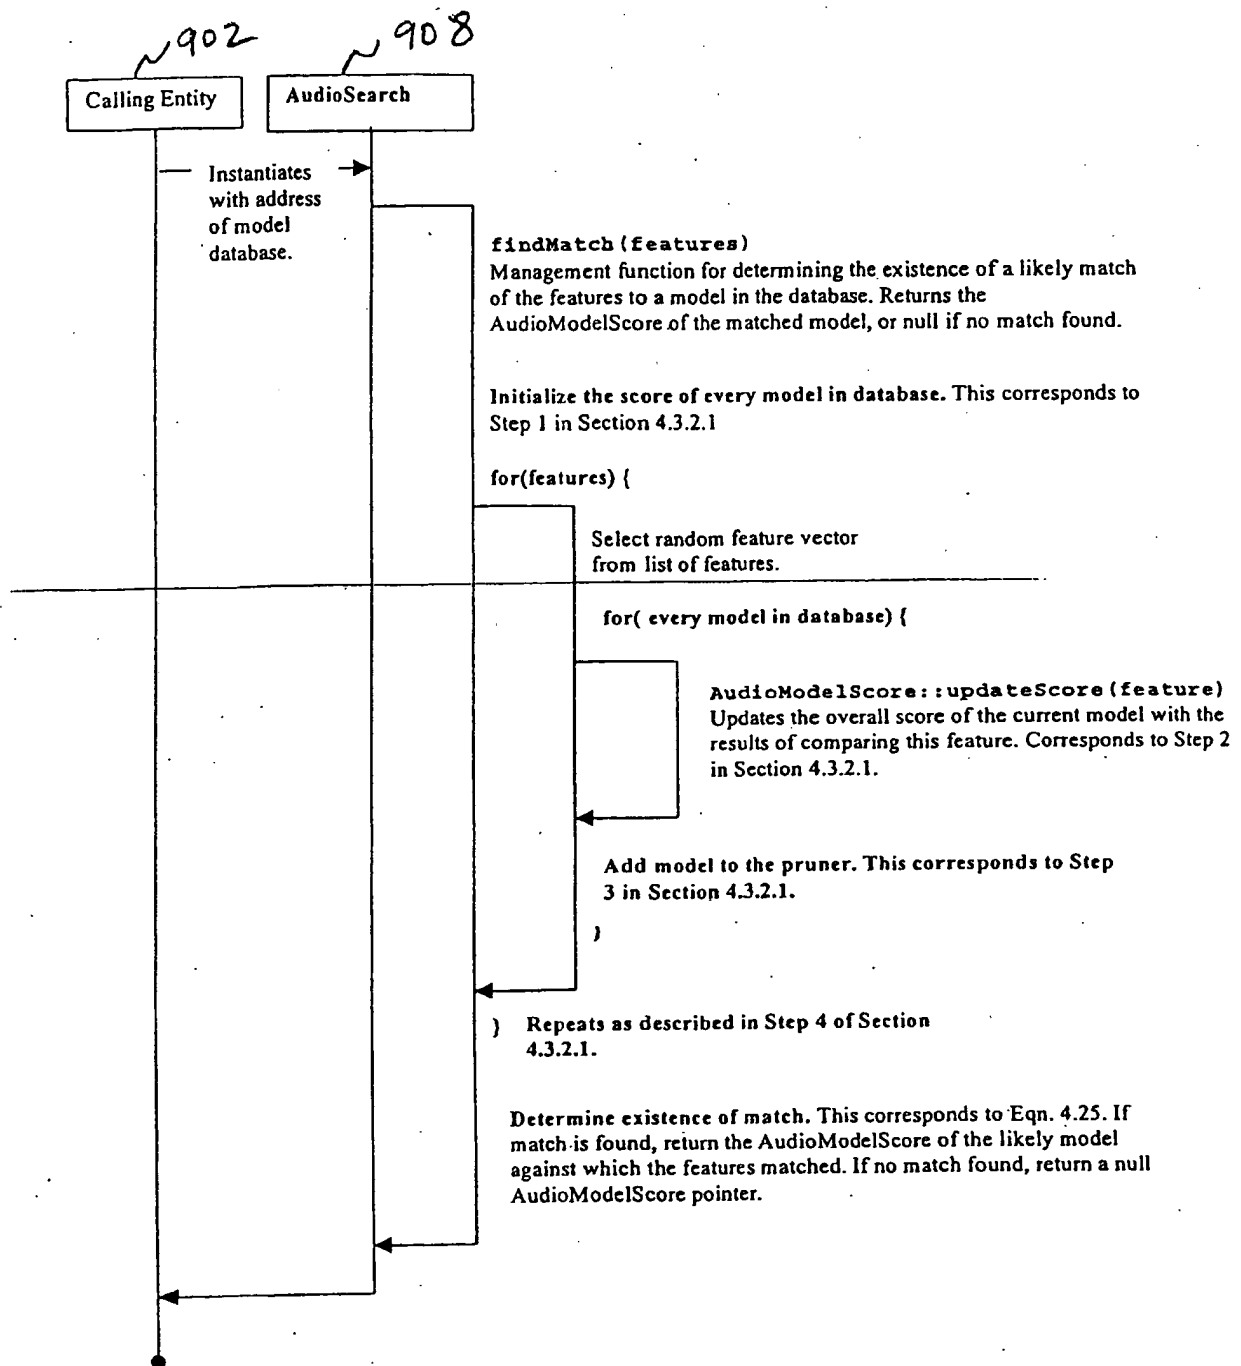 902
908
Calling Entity
AudioSearch
Instantiates
with address
of model
database.
findMatch(features)
Management function for determining the existence of a likely match
of the features to a model in the database. Returns the
AudioModelScore of the matched model, or null if no match found.
Initialize the score of every model in database. This corresponds to
Step 1 in Section 4.3.2.1
for(features) {
Select random feature vector
from list of features.
for( every model in database) {
AudioModelScore::updateScore(feature)
Updates the overall score of the current model with the
results of comparing this feature. Corresponds to Step 2
in Section 4.3.2.1.
Add model to the pruner. This corresponds to Step
3 in Section 4.3.2.1.
}
} Repeats as described in Step 4 of Section
4.3.2.1.
Determine existence of match. This corresponds to Eqn. 4.25. If
match is found, return the AudioModelScore of the likely model
against which the features matched. If no match found, return a null
AudioModelScore pointer.